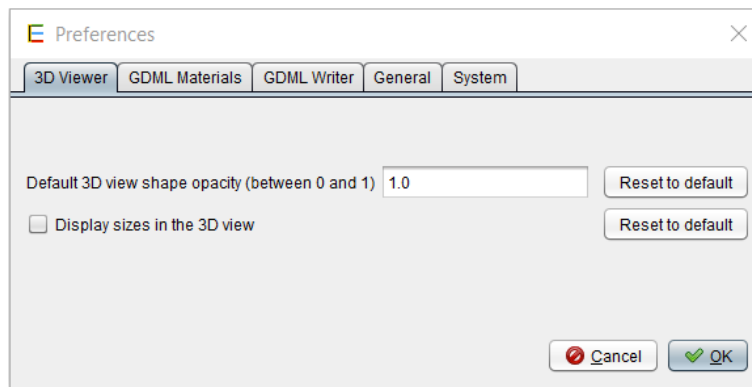 Preferences
3D Viewer GDML Materials GDML Writer General System
Default 3D view shape opacity (between 0 and 1) 1.0 Reset to default
Display sizes in the 3D view Reset to default
Cancel OK